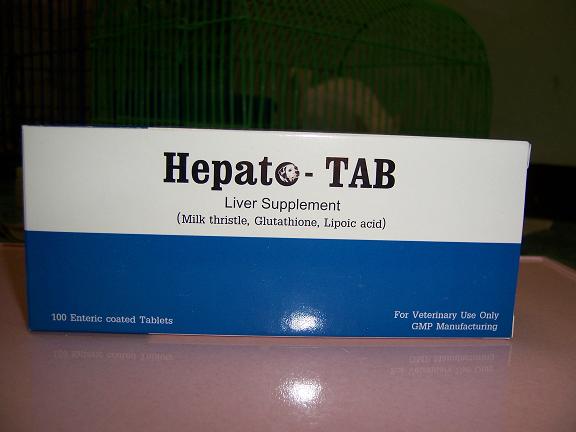 Hepato - TAB
Liver Supplement
(Milk thristle, Glutathione, Lipoic acid)
100 Enteric coated Tablets
For Veterinary Use Only
GMP Manufacturing